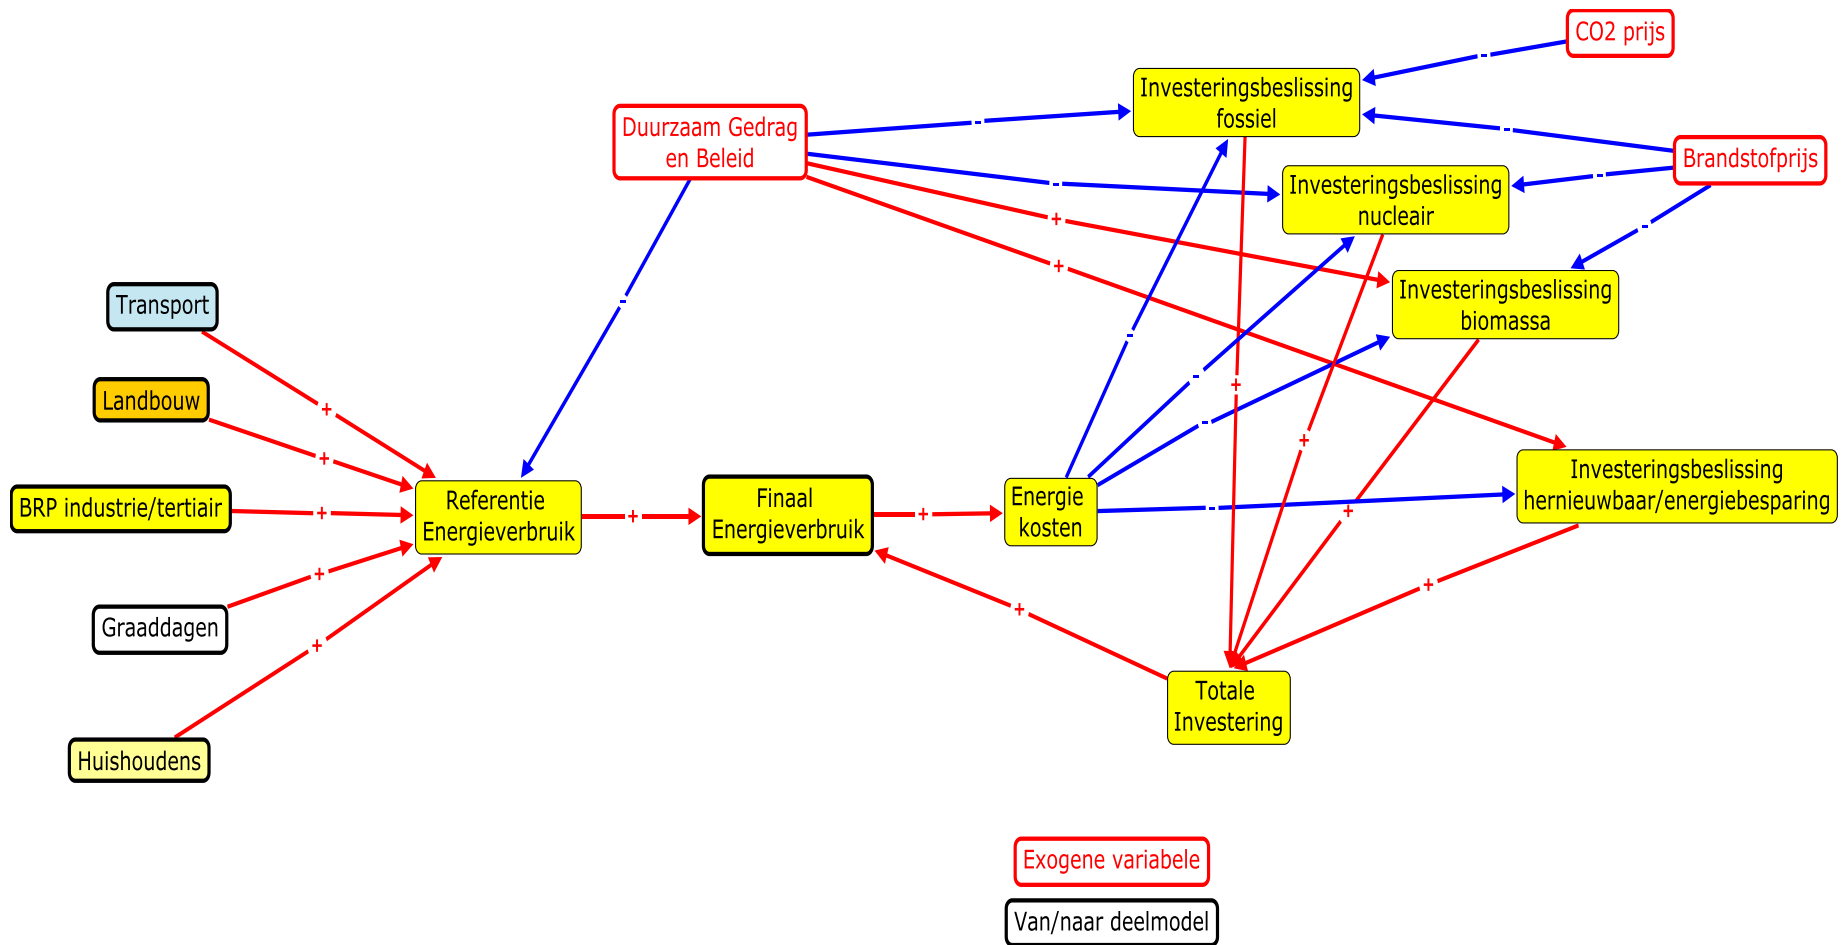 CO2 prijs
Investeringsbeslissing
fossiel
Duurzaam Gedrag
en Beleid
Brandstofprijs
Investeringsbeslissing
nucleair
Investeringsbeslissing
biomassa
Transport
Landbouw
BRP industrie/tertiair
Graaddagen
Huishoudens
Referentie
Energieverbruik
Finaal
Energieverbruik
Energie
kosten
Investeringsbeslissing
hernieuwbaar/energiebesparing
Totale
Investering
Exogene variabele
Van/naar deelmodel